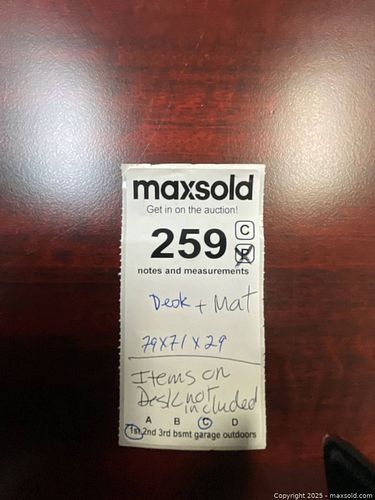 maxsold
Get in on the auction!
259 C
P
notes and measurements
Desk + Mat
79x71x29
Items on
Desk not
included
A B C D
1st 2nd 3rd bsmt garage outdoors
Copyright 2025 - maxsold.com